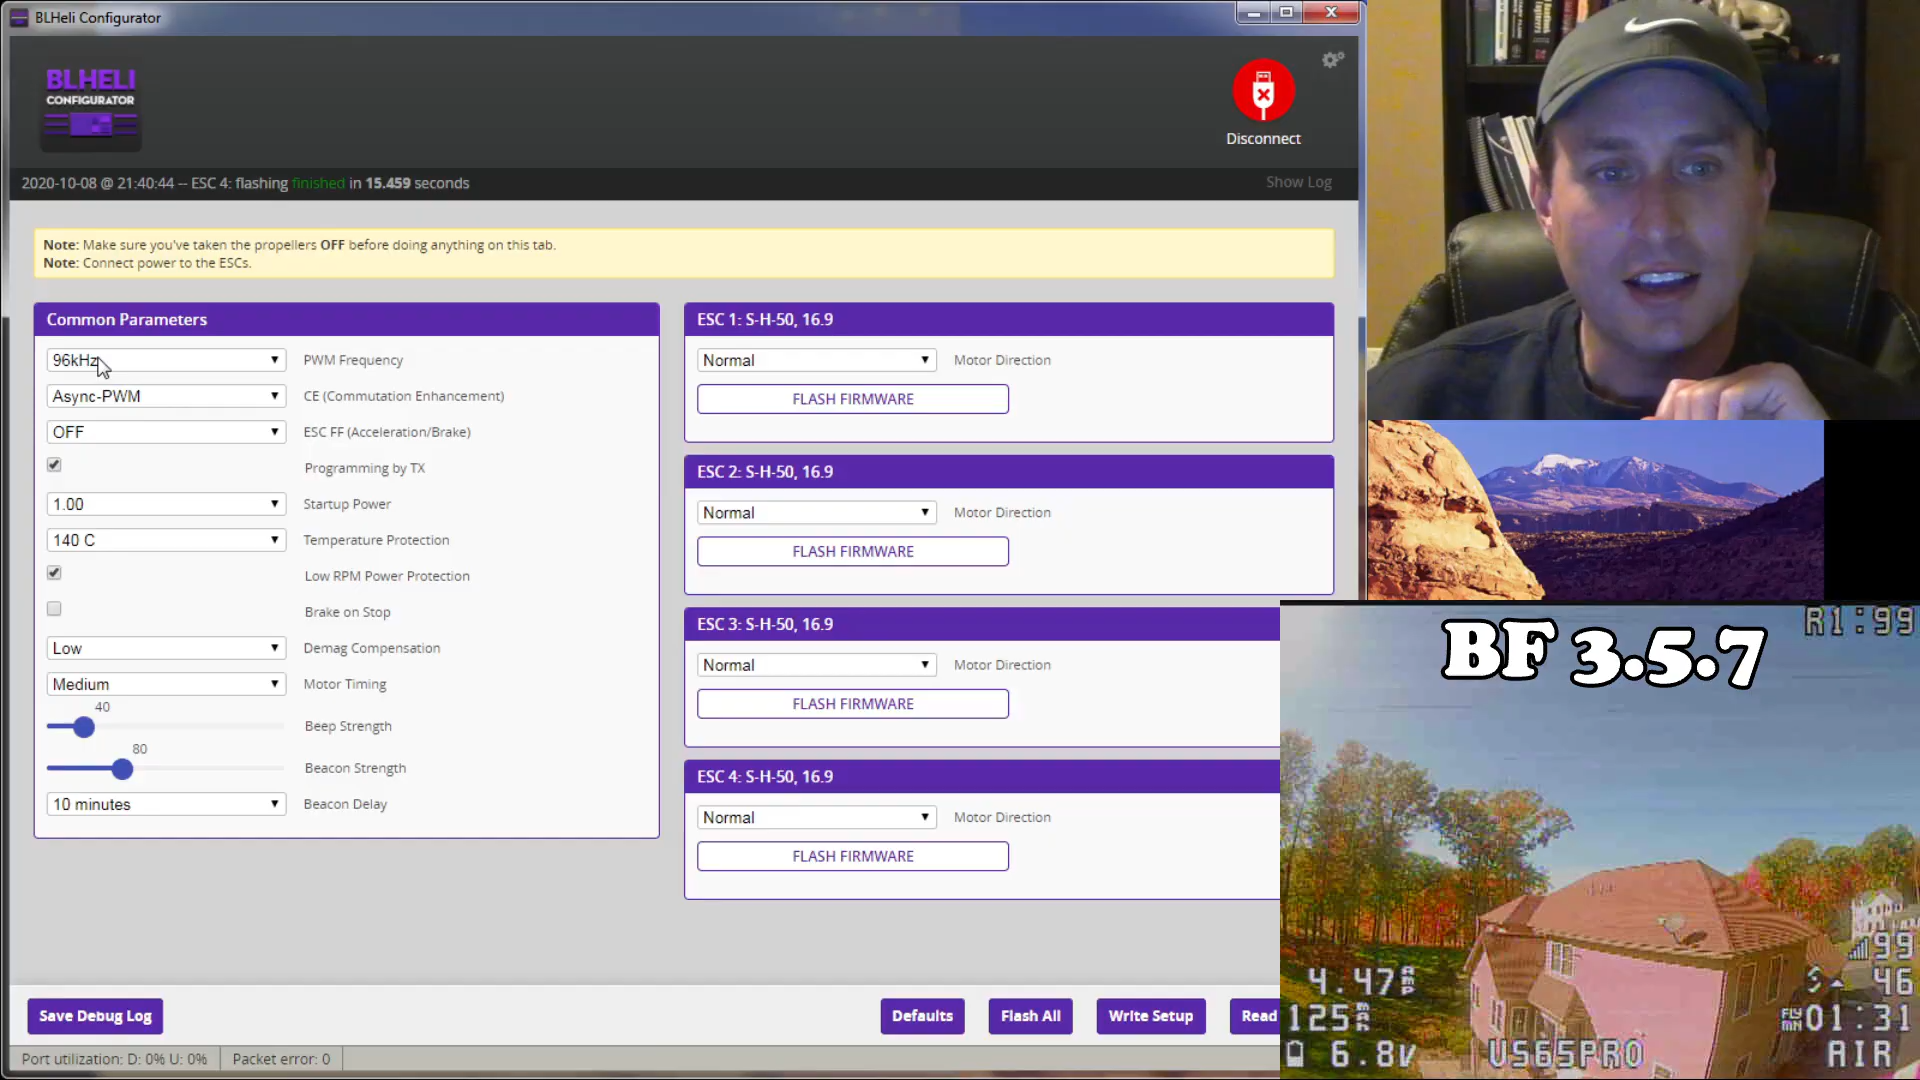 BLHeli Configurator
BLHELI
CONFIGURATOR
Disconnect
2020-10-08 @ 21:40:44 -- ESC 4: flashing finished in 15.459 seconds
Show Log
Note: Make sure you've taken the propellers OFF before doing anything on this tab.
Note: Connect power to the ESCs.
Common Parameters
96kHz PWM Frequency
Async-PWM CE (Commutation Enhancement)
OFF ESC FF (Acceleration/Brake)
Programming by TX
1.00 Startup Power
140 C Temperature Protection
Low RPM Power Protection
Brake on Stop
Low Demag Compensation
Medium Motor Timing
40
Beep Strength
80
Beacon Strength
10 minutes Beacon Delay
ESC 1: S-H-50, 16.9
Normal Motor Direction
FLASH FIRMWARE
ESC 2: S-H-50, 16.9
Normal Motor Direction
FLASH FIRMWARE
ESC 3: S-H-50, 16.9
Normal Motor Direction
FLASH FIRMWARE
ESC 4: S-H-50, 16.9
Normal Motor Direction
FLASH FIRMWARE
Save Debug Log
Defaults
Flash All
Write Setup
Read
Port utilization: D: 0% U: 0%
Packet error: 0
R1:99
BF 3.5.7
99
4.47
46
125
01:31
6.8V
US65PRO
AIR